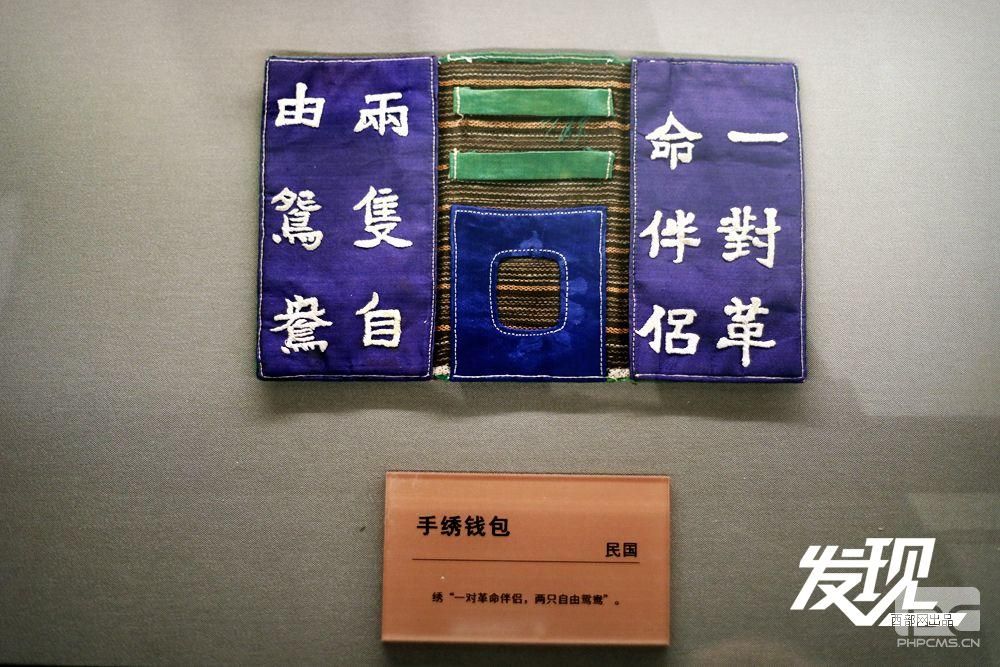 一對革
命伴侶
兩隻自
由鴛鴦
手绣钱包
民国
绣“一对革命伴侣，两只自由鸳鸯”。
发现
西部网出品
PHPCMS.CN